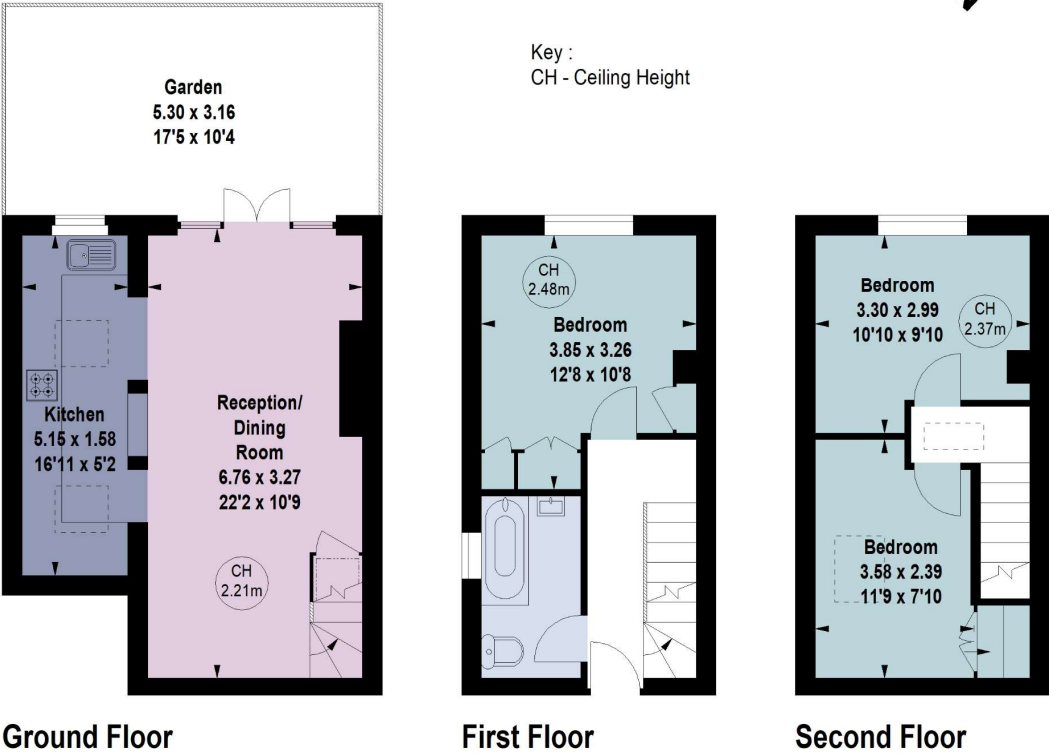 Key :
CH - Ceiling Height
Garden
5.30 x 3.16
17'5 x 10'4
Kitchen
5.15 x 1.58
16'11 x 5'2
Reception/
Dining
Room
6.76 x 3.27
22'2 x 10'9
CH
2.21m
CH
2.48m
Bedroom
3.85 x 3.26
12'8 x 10'8
Bedroom
3.30 x 2.99
10'10 x 9'10
CH
2.37m
Bedroom
3.58 x 2.39
11'9 x 7'10
Ground Floor
First Floor
Second Floor